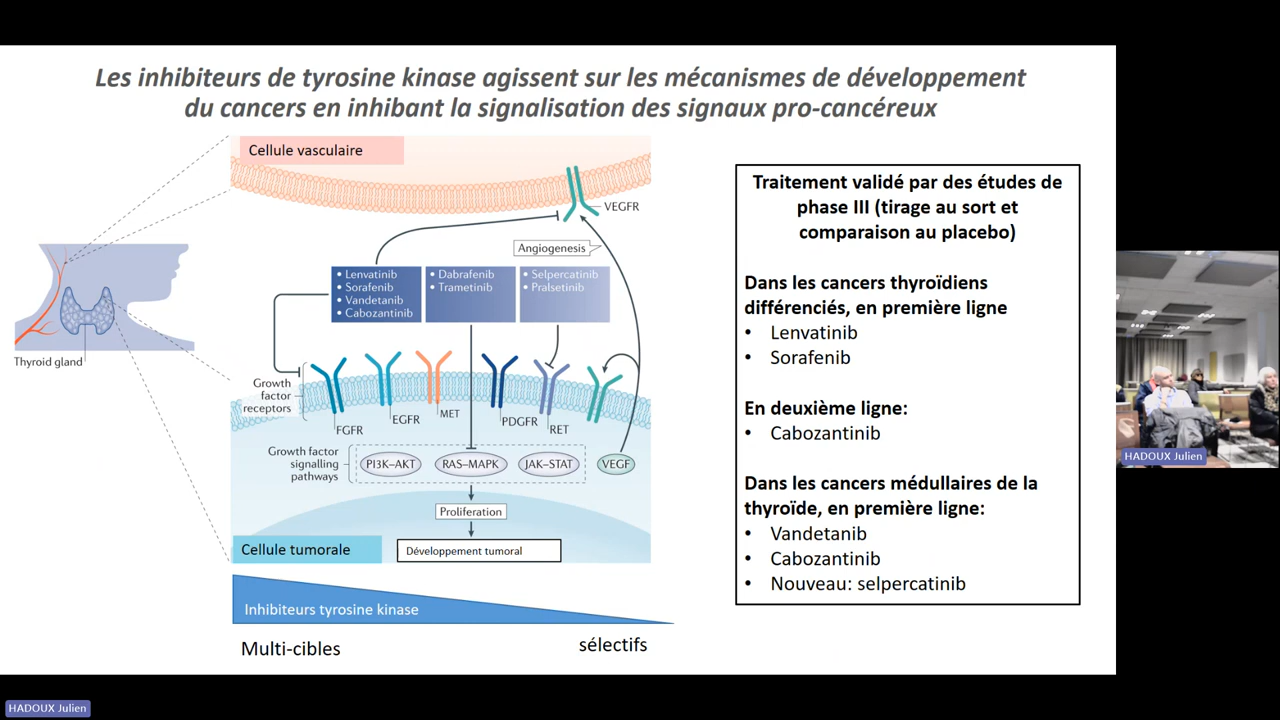 Les inhibiteurs de tyrosine kinase agissent sur les mécanismes de développement
du cancers en inhibant la signalisation des signaux pro-cancéreux
Cellule vasculaire
VEGFR
Angiogenesis
• Lenvatinib
• Sorafenib
• Vandetanib
• Cabozantinib
• Dabrafenib
• Trametinib
• Selpercatinib
• Pralsetinib
Thyroid gland
Growth
factor
receptors
FGFR
EGFR
MET
PDGFR
RET
Growth factor
signalling
pathways
PI3K–AKT
RAS–MAPK
JAK–STAT
VEGF
Proliferation
Cellule tumorale
Développement tumoral
Inhibiteurs tyrosine kinase
Multi-cibles
sélectifs
Traitement validé par des études de
phase III (tirage au sort et
comparaison au placebo)
Dans les cancers thyroïdiens
différenciés, en première ligne
• Lenvatinib
• Sorafenib
En deuxième ligne:
• Cabozantinib
Dans les cancers médullaires de la
thyroïde, en première ligne:
• Vandetanib
• Cabozantinib
• Nouveau: selpercatinib
HADOUX Julien
HADOUX Julien